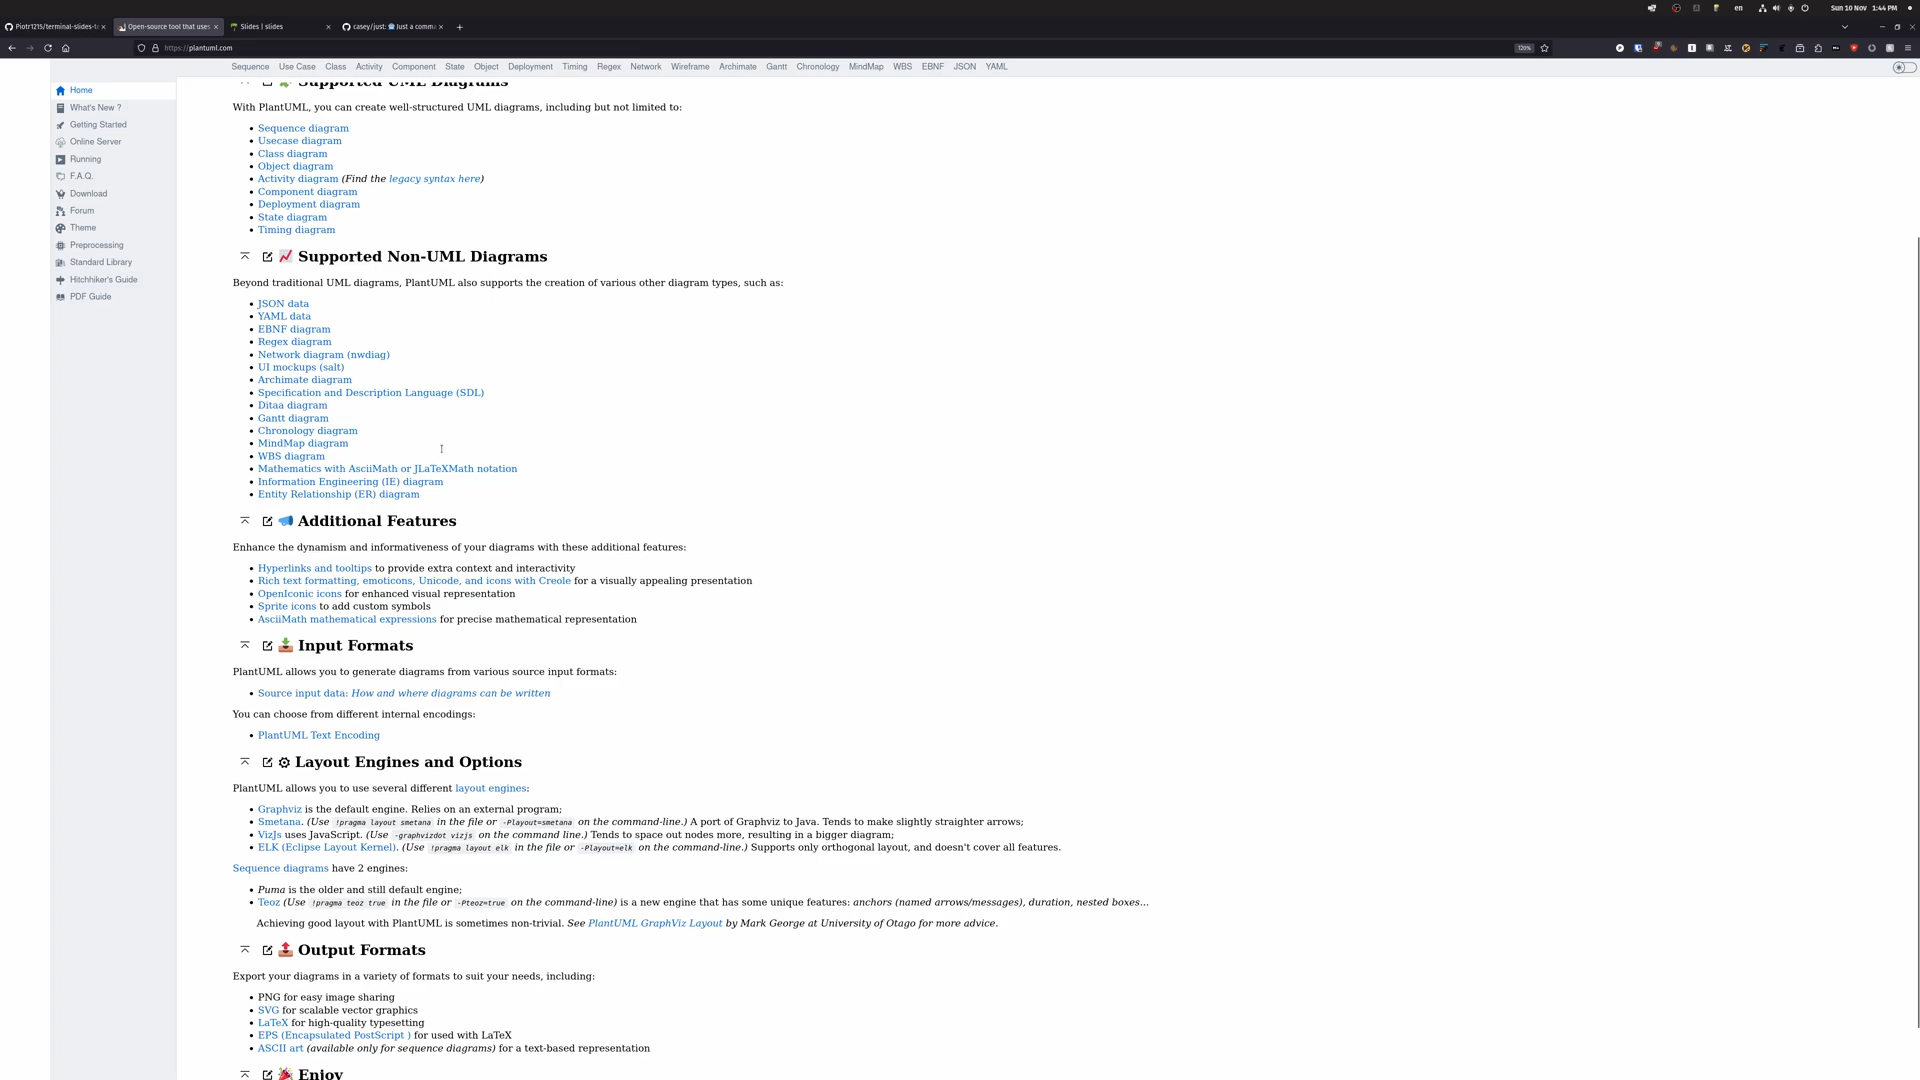 Sun 10 Nov 1:44 PM
en
Piotr1215/terminal-slides-t
Open-source tool that uses
Slides | slides
casey/just: 🤖 Just a comma
https://plantuml.com
120%
Sequence Use Case Class Activity Component State Object Deployment Timing Regex Network Wireframe Archimate Gantt Chronology MindMap WBS EBNF JSON YAML
Home
What's New ?
Getting Started
Online Server
Running
F.A.Q.
Download
Forum
Theme
Preprocessing
Standard Library
Hitchhiker's Guide
PDF Guide
Supported UML Diagrams
With PlantUML, you can create well-structured UML diagrams, including but not limited to:
• Sequence diagram
• Usecase diagram
• Class diagram
• Object diagram
• Activity diagram (Find the legacy syntax here)
• Component diagram
• Deployment diagram
• State diagram
• Timing diagram
📈 Supported Non-UML Diagrams
Beyond traditional UML diagrams, PlantUML also supports the creation of various other diagram types, such as:
• JSON data
• YAML data
• EBNF diagram
• Regex diagram
• Network diagram (nwdiag)
• UI mockups (salt)
• Archimate diagram
• Specification and Description Language (SDL)
• Ditaa diagram
• Gantt diagram
• Chronology diagram
• MindMap diagram
• WBS diagram
• Mathematics with AsciiMath or JLaTeXMath notation
• Information Engineering (IE) diagram
• Entity Relationship (ER) diagram
📣 Additional Features
Enhance the dynamism and informativeness of your diagrams with these additional features:
• Hyperlinks and tooltips to provide extra context and interactivity
• Rich text formatting, emoticons, Unicode, and icons with Creole for a visually appealing presentation
• OpenIconic icons for enhanced visual representation
• Sprite icons to add custom symbols
• AsciiMath mathematical expressions for precise mathematical representation
📥 Input Formats
PlantUML allows you to generate diagrams from various source input formats:
• Source input data: How and where diagrams can be written
You can choose from different internal encodings:
• PlantUML Text Encoding
⚙ Layout Engines and Options
PlantUML allows you to use several different layout engines:
• Graphviz is the default engine. Relies on an external program;
• Smetana. (Use !pragma layout smetana in the file or -Playout=smetana on the command-line.) A port of Graphviz to Java. Tends to make slightly straighter arrows;
• VizJs uses JavaScript. (Use -graphvizdot vizjs on the command line.) Tends to space out nodes more, resulting in a bigger diagram;
• ELK (Eclipse Layout Kernel). (Use !pragma layout elk in the file or -Playout=elk on the command-line.) Supports only orthogonal layout, and doesn't cover all features.
Sequence diagrams have 2 engines:
• Puma is the older and still default engine;
• Teoz (Use !pragma teoz true in the file or -Pteoz=true on the command-line) is a new engine that has some unique features: anchors (named arrows/messages), duration, nested boxes...
Achieving good layout with PlantUML is sometimes non-trivial. See PlantUML GraphViz Layout by Mark George at University of Otago for more advice.
📤 Output Formats
Export your diagrams in a variety of formats to suit your needs, including:
• PNG for easy image sharing
• SVG for scalable vector graphics
• LaTeX for high-quality typesetting
• EPS (Encapsulated PostScript ) for used with LaTeX
• ASCII art (available only for sequence diagrams) for a text-based representation
🎉 Enjoy